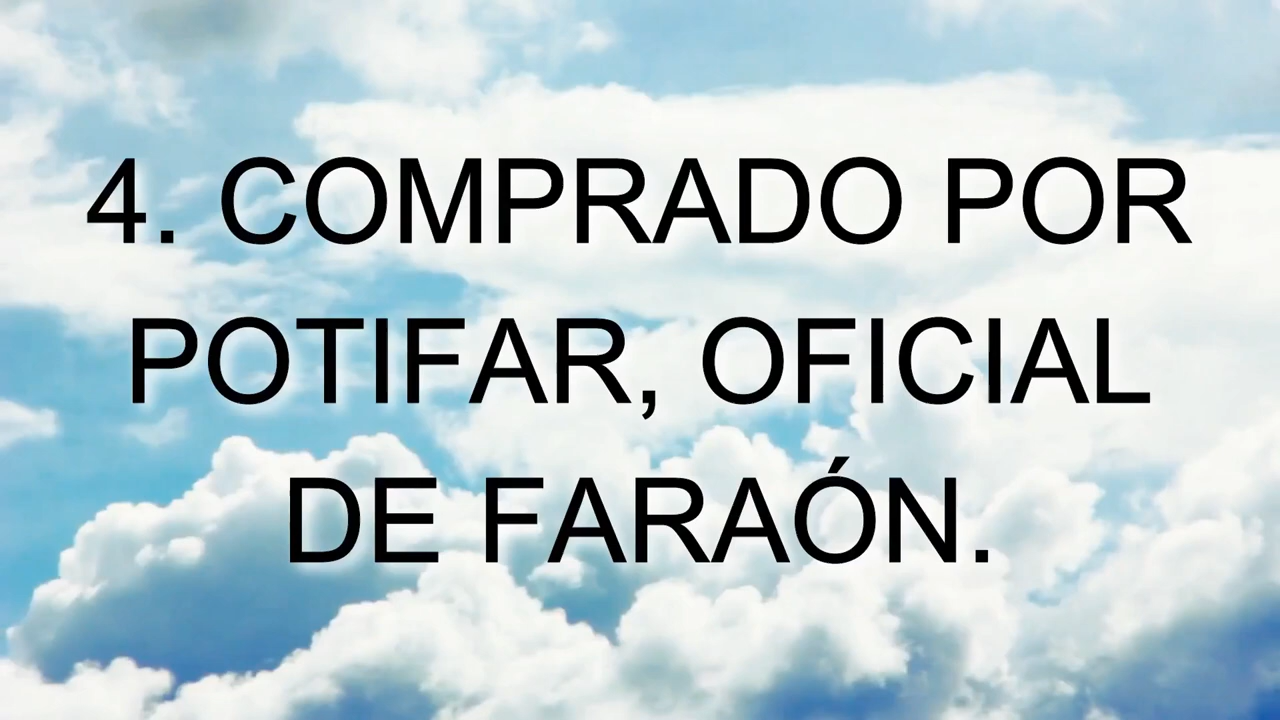 4. COMPRADO POR
POTIFAR, OFICIAL
DE FARAÓN.